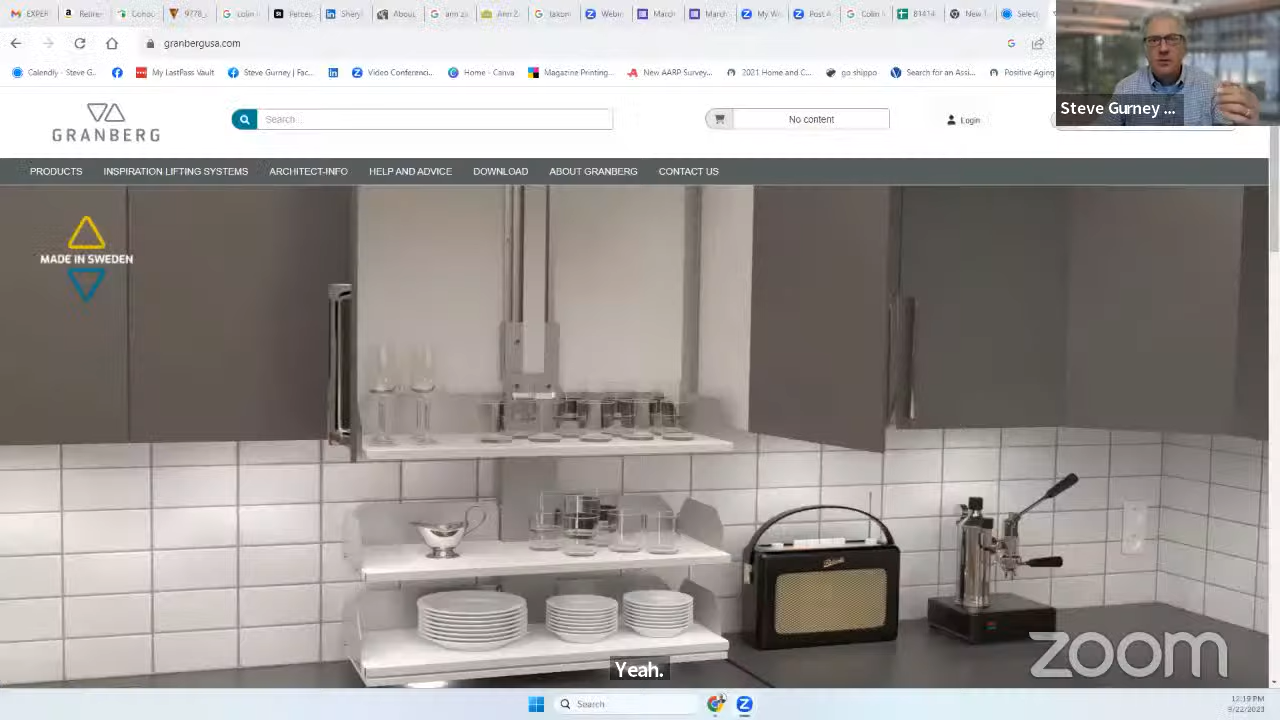 granbergusa.com
Calendly - Steve G..
My LastPass Vault
Steve Gurney | Fac...
Video Conferenci..
Home - Canva
Magazine Printing...
New AARP Survey...
2021 Home and C...
go shippo
Search for an Assi...
Positive Aging
Steve Gurney ...
GRANBERG
Search...
No content
Login
PRODUCTS
INSPIRATION LIFTING SYSTEMS
ARCHITECT-INFO
HELP AND ADVICE
DOWNLOAD
ABOUT GRANBERG
CONTACT US
MADE IN SWEDEN
zoom
Yeah.
Search
12:19 PM